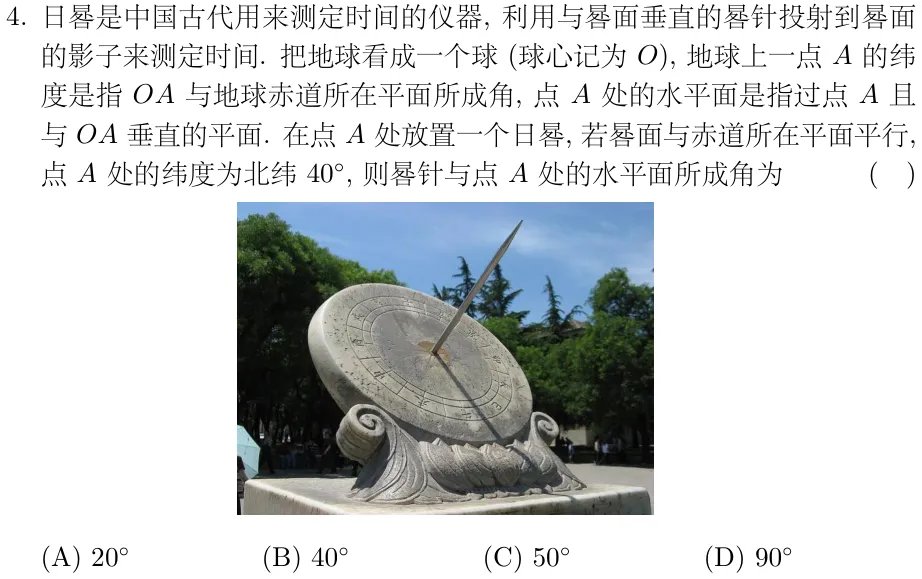 4. 日晷是中国古代用来测定时间的仪器, 利用与晷面垂直的晷针投射到晷面
的影子来测定时间. 把地球看成一个球 (球心记为 O), 地球上一点 A 的纬
度是指 OA 与地球赤道所在平面所成角, 点 A 处的水平面是指过点 A 且
与 OA 垂直的平面. 在点 A 处放置一个日晷, 若晷面与赤道所在平面平行,
点 A 处的纬度为北纬 40°, 则晷针与点 A 处的水平面所成角为 ( )
(A) 20° (B) 40° (C) 50° (D) 90°